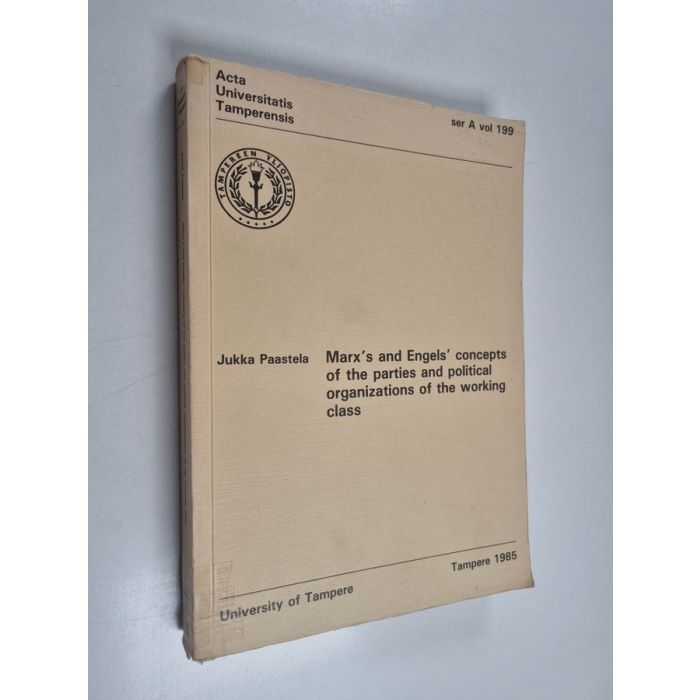 Acta
Universitatis
Tamperensis
ser A vol 199
TAMPEREEN YLIOPISTO
Jukka Paastela
Marx's and Engels' concepts
of the parties and political
organizations of the working
class
Tampere 1985
University of Tampere